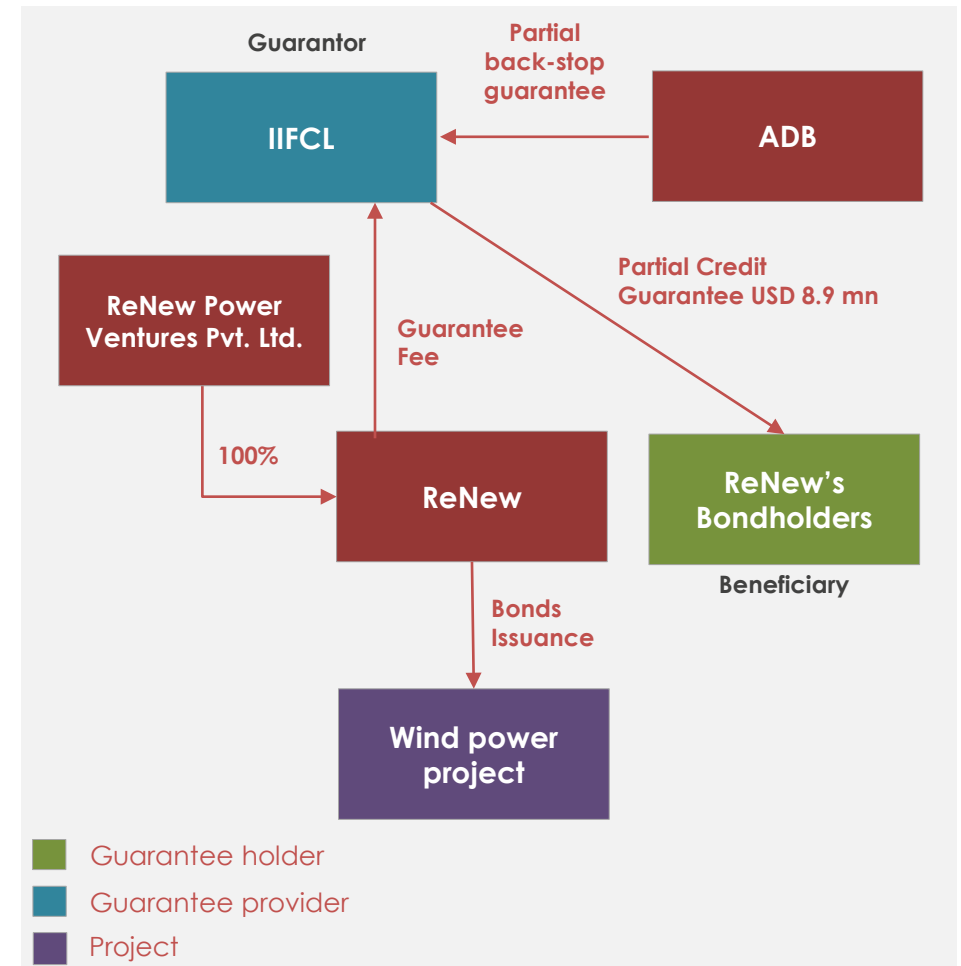 Guarantor
Partial
back-stop
guarantee
IIFCL
ADB
Partial Credit
Guarantee USD 8.9 mn
ReNew Power
Ventures Pvt. Ltd.
Guarantee
Fee
100%
ReNew
ReNew’s
Bondholders
Beneficiary
Bonds
Issuance
Wind power
project
Guarantee holder
Guarantee provider
Project